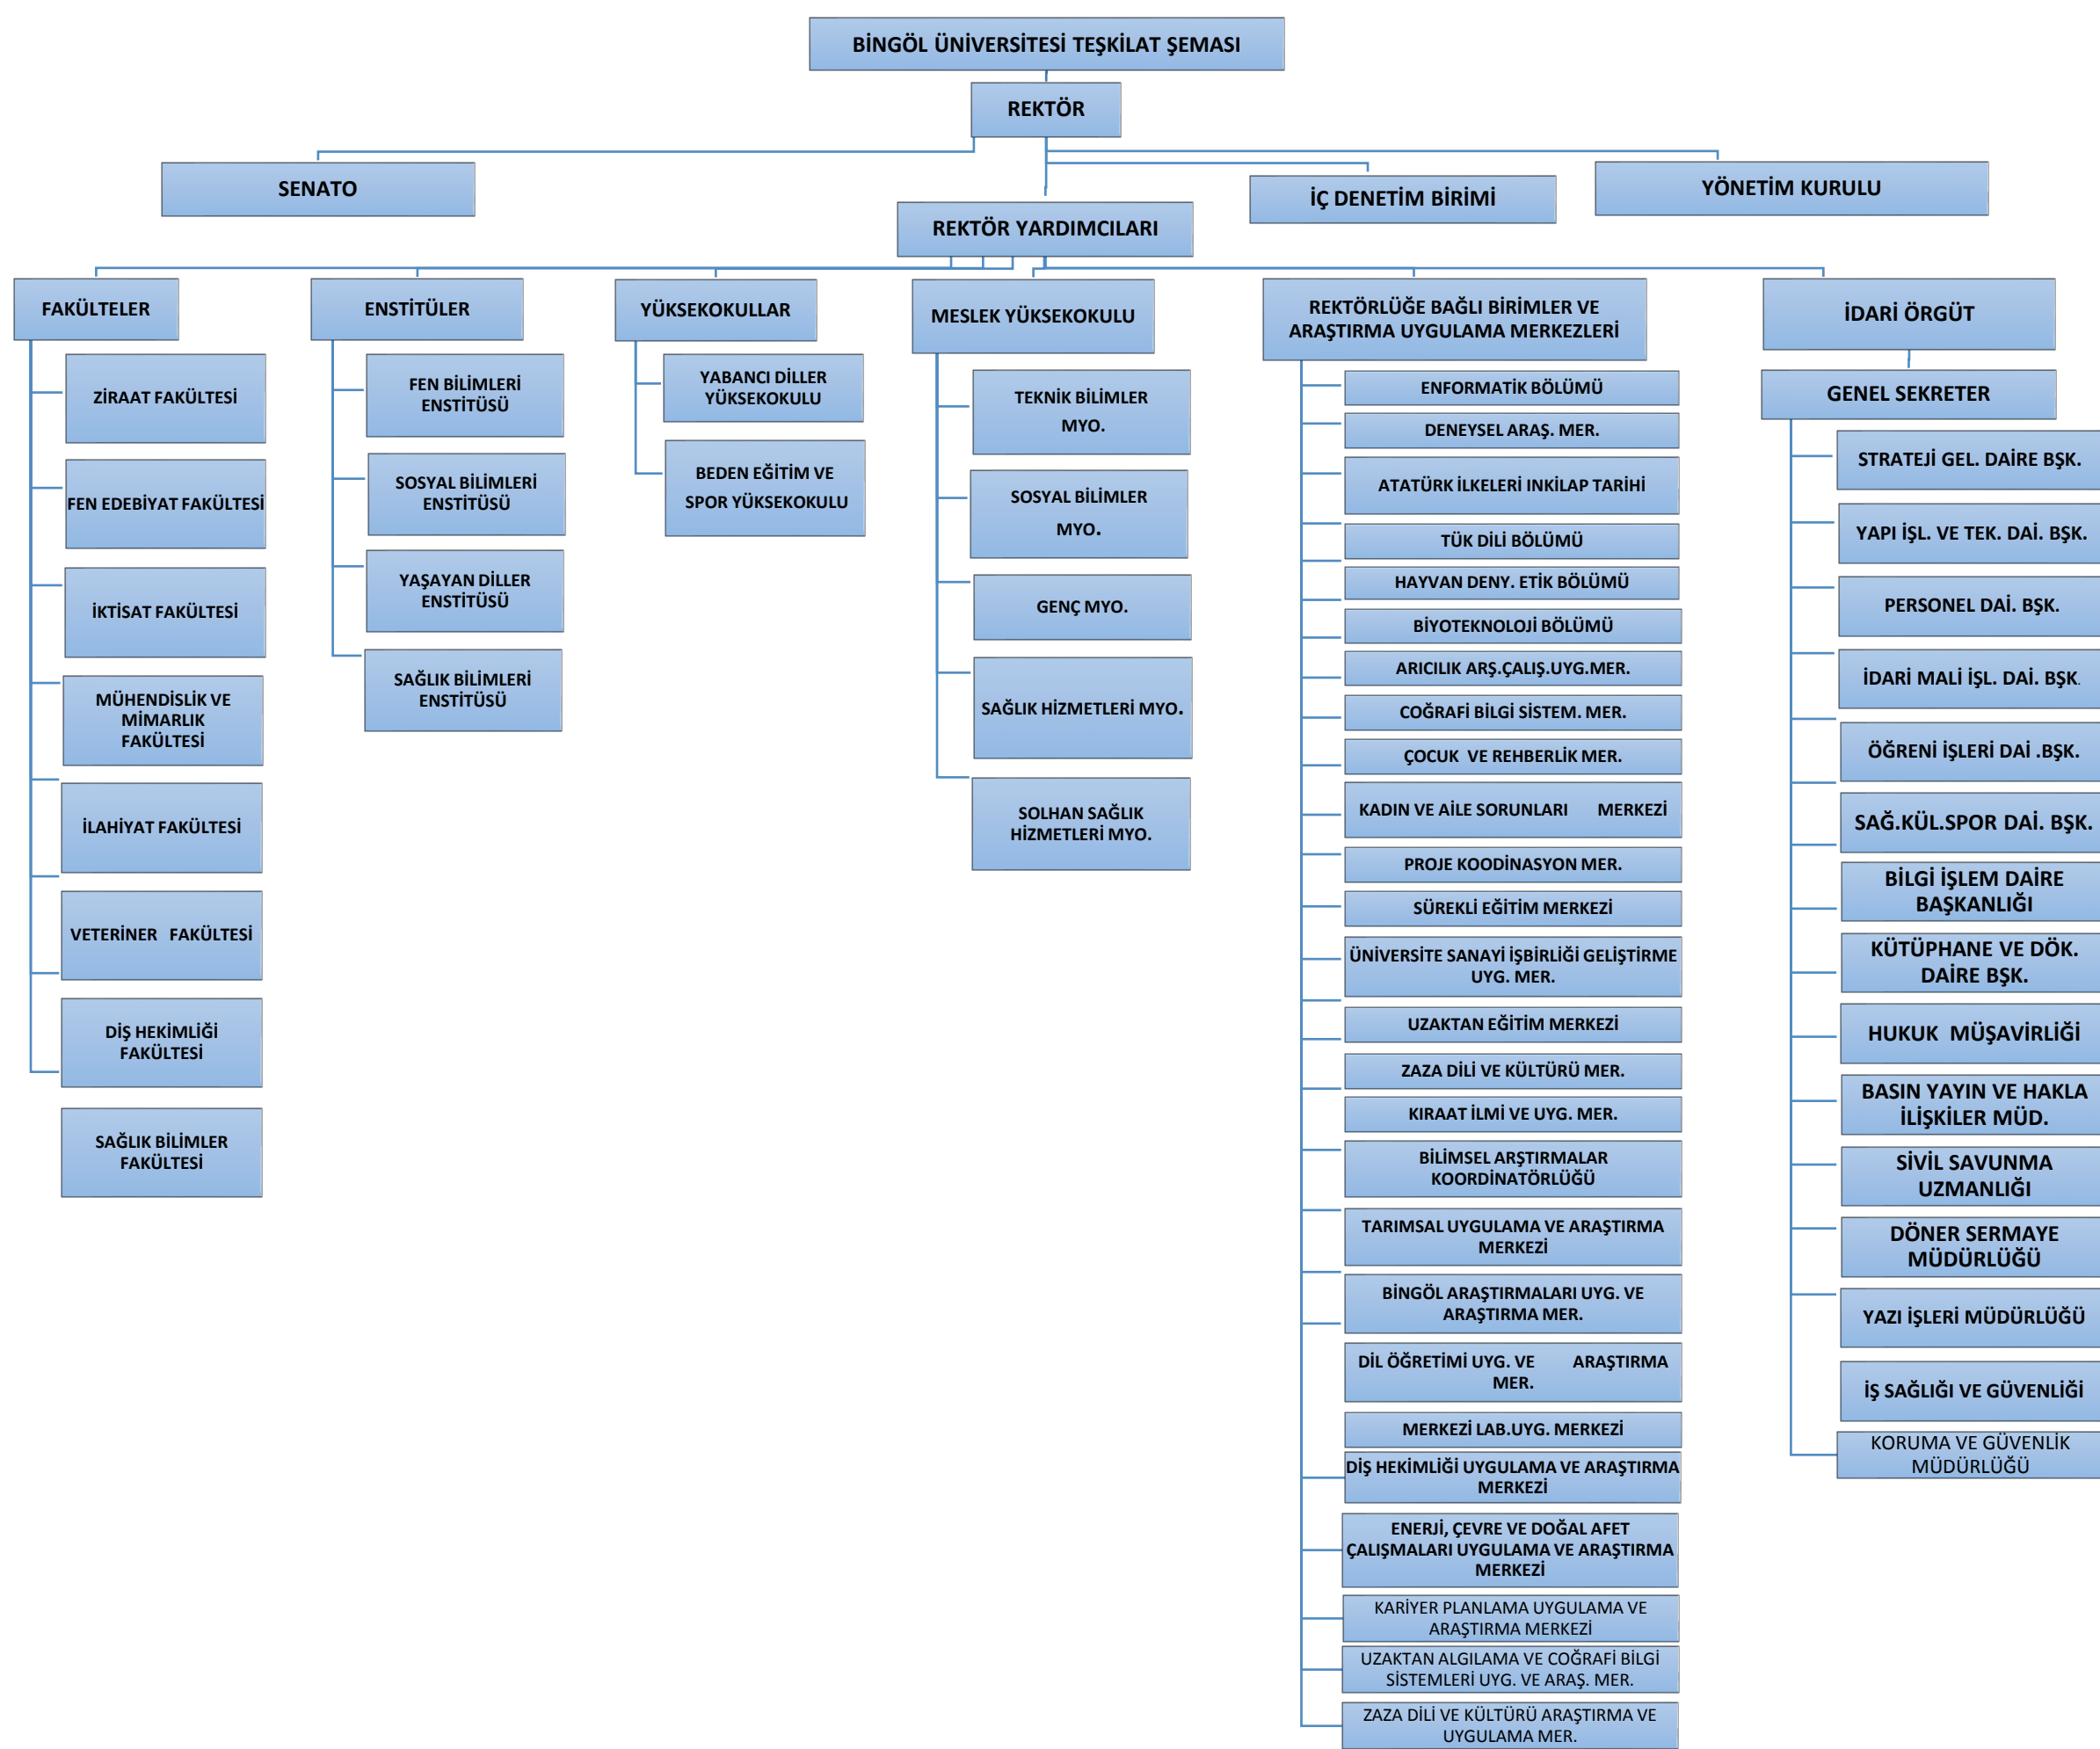 BİNGÖL ÜNİVERSİTESİ TEŞKİLAT ŞEMASI
REKTÖR
SENATO
İÇ DENETİM BİRİMİ
YÖNETİM KURULU
REKTÖR YARDIMCILARI
FAKÜLTELER
ZİRAAT FAKÜLTESİ
FEN EDEBİYAT FAKÜLTESİ
İKTİSAT FAKÜLTESİ
MÜHENDİSLİK VE
MİMARLIK
FAKÜLTESİ
İLAHİYAT FAKÜLTESİ
VETERİNER FAKÜLTESİ
DİŞ HEKİMLİĞİ
FAKÜLTESİ
SAĞLIK BİLİMLER
FAKÜLTESİ
ENSTİTÜLER
FEN BİLİMLERİ
ENSTİTÜSÜ
SOSYAL BİLİMLERİ
ENSTİTÜSÜ
YAŞAYAN DİLLER
ENSTİTÜSÜ
SAĞLIK BİLİMLERİ
ENSTİTÜSÜ
YÜKSEKOKULLAR
YABANCI DİLLER
YÜKSEKOKULU
BEDEN EĞİTİM VE
SPOR YÜKSEKOKULU
MESLEK YÜKSEKOKULU
TEKNİK BİLİMLER
MYO.
SOSYAL BİLİMLER
MYO.
GENÇ MYO.
SAĞLIK HİZMETLERİ MYO.
SOLHAN SAĞLIK
HİZMETLERİ MYO.
REKTÖRLÜĞE BAĞLI BİRİMLER VE
ARAŞTIRMA UYGULAMA MERKEZLERİ
ENFORMATİK BÖLÜMÜ
DENEYSEL ARAŞ. MER.
ATATÜRK İLKELERİ INKİLAP TARİHİ
TÜK DİLİ BÖLÜMÜ
HAYVAN DENY. ETİK BÖLÜMÜ
BİYOTEKNOLOJİ BÖLÜMÜ
ARICILIK ARŞ.ÇALIŞ.UYG.MER.
COĞRAFİ BİLGİ SİSTEM. MER.
ÇOCUK VE REHBERLİK MER.
KADIN VE AİLE SORUNLARI MERKEZİ
PROJE KOODİNASYON MER.
SÜREKLİ EĞİTİM MERKEZİ
ÜNİVERSİTE SANAYİ İŞBİRLİĞİ GELİŞTİRME
UYG. MER.
UZAKTAN EĞİTİM MERKEZİ
ZAZA DİLİ VE KÜLTÜRÜ MER.
KIRAAT İLMİ VE UYG. MER.
BİLİMSEL ARŞTIRMALAR
KOORDİNATÖRLÜĞÜ
TARIMSAL UYGULAMA VE ARAŞTIRMA
MERKEZİ
BİNGÖL ARAŞTIRMALARI UYG. VE
ARAŞTIRMA MER.
DİL ÖĞRETİMİ UYG. VE ARAŞTIRMA
MER.
MERKEZİ LAB.UYG. MERKEZİ
DİŞ HEKİMLİĞİ UYGULAMA VE ARAŞTIRMA
MERKEZİ
ENERJİ, ÇEVRE VE DOĞAL AFET
ÇALIŞMALARI UYGULAMA VE ARAŞTIRMA
MERKEZİ
KARİYER PLANLAMA UYGULAMA VE
ARAŞTIRMA MERKEZİ
UZAKTAN ALGILAMA VE COĞRAFİ BİLGİ
SİSTEMLERİ UYG. VE ARAŞ. MER.
ZAZA DİLİ VE KÜLTÜRÜ ARAŞTIRMA VE
UYGULAMA MER.
İDARİ ÖRGÜT
GENEL SEKRETER
STRATEJİ GEL. DAİRE BŞK.
YAPI İŞL. VE TEK. DAİ. BŞK.
PERSONEL DAİ. BŞK.
İDARİ MALİ İŞL. DAİ. BŞK.
ÖĞRENİ İŞLERİ DAİ .BŞK.
SAĞ.KÜL.SPOR DAİ. BŞK.
BİLGİ İŞLEM DAİRE
BAŞKANLIĞI
KÜTÜPHANE VE DÖK.
DAİRE BŞK.
HUKUK MÜŞAVİRLİĞİ
BASIN YAYIN VE HAKLA
İLİŞKİLER MÜD.
SİVİL SAVUNMA
UZMANLIĞI
DÖNER SERMAYE
MÜDÜRLÜĞÜ
YAZI İŞLERİ MÜDÜRLÜĞÜ
İŞ SAĞLIĞI VE GÜVENLİĞİ
KORUMA VE GÜVENLİK
MÜDÜRLÜĞÜ